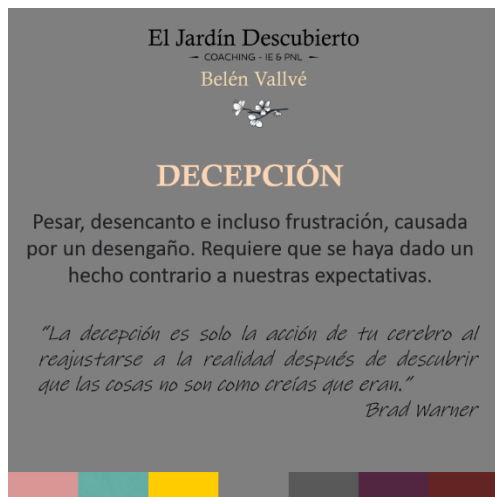 El Jardín Descubierto
COACHING - IE & PNL
Belén Vallvé
DECEPCIÓN
Pesar, desencanto e incluso frustración, causada
por un desengaño. Requiere que se haya dado un
hecho contrario a nuestras expectativas.
"La decepción es solo la acción de tu cerebro al
reajustarse a la realidad después de descubrir
que las cosas no son como creías que eran."
Brad Warner